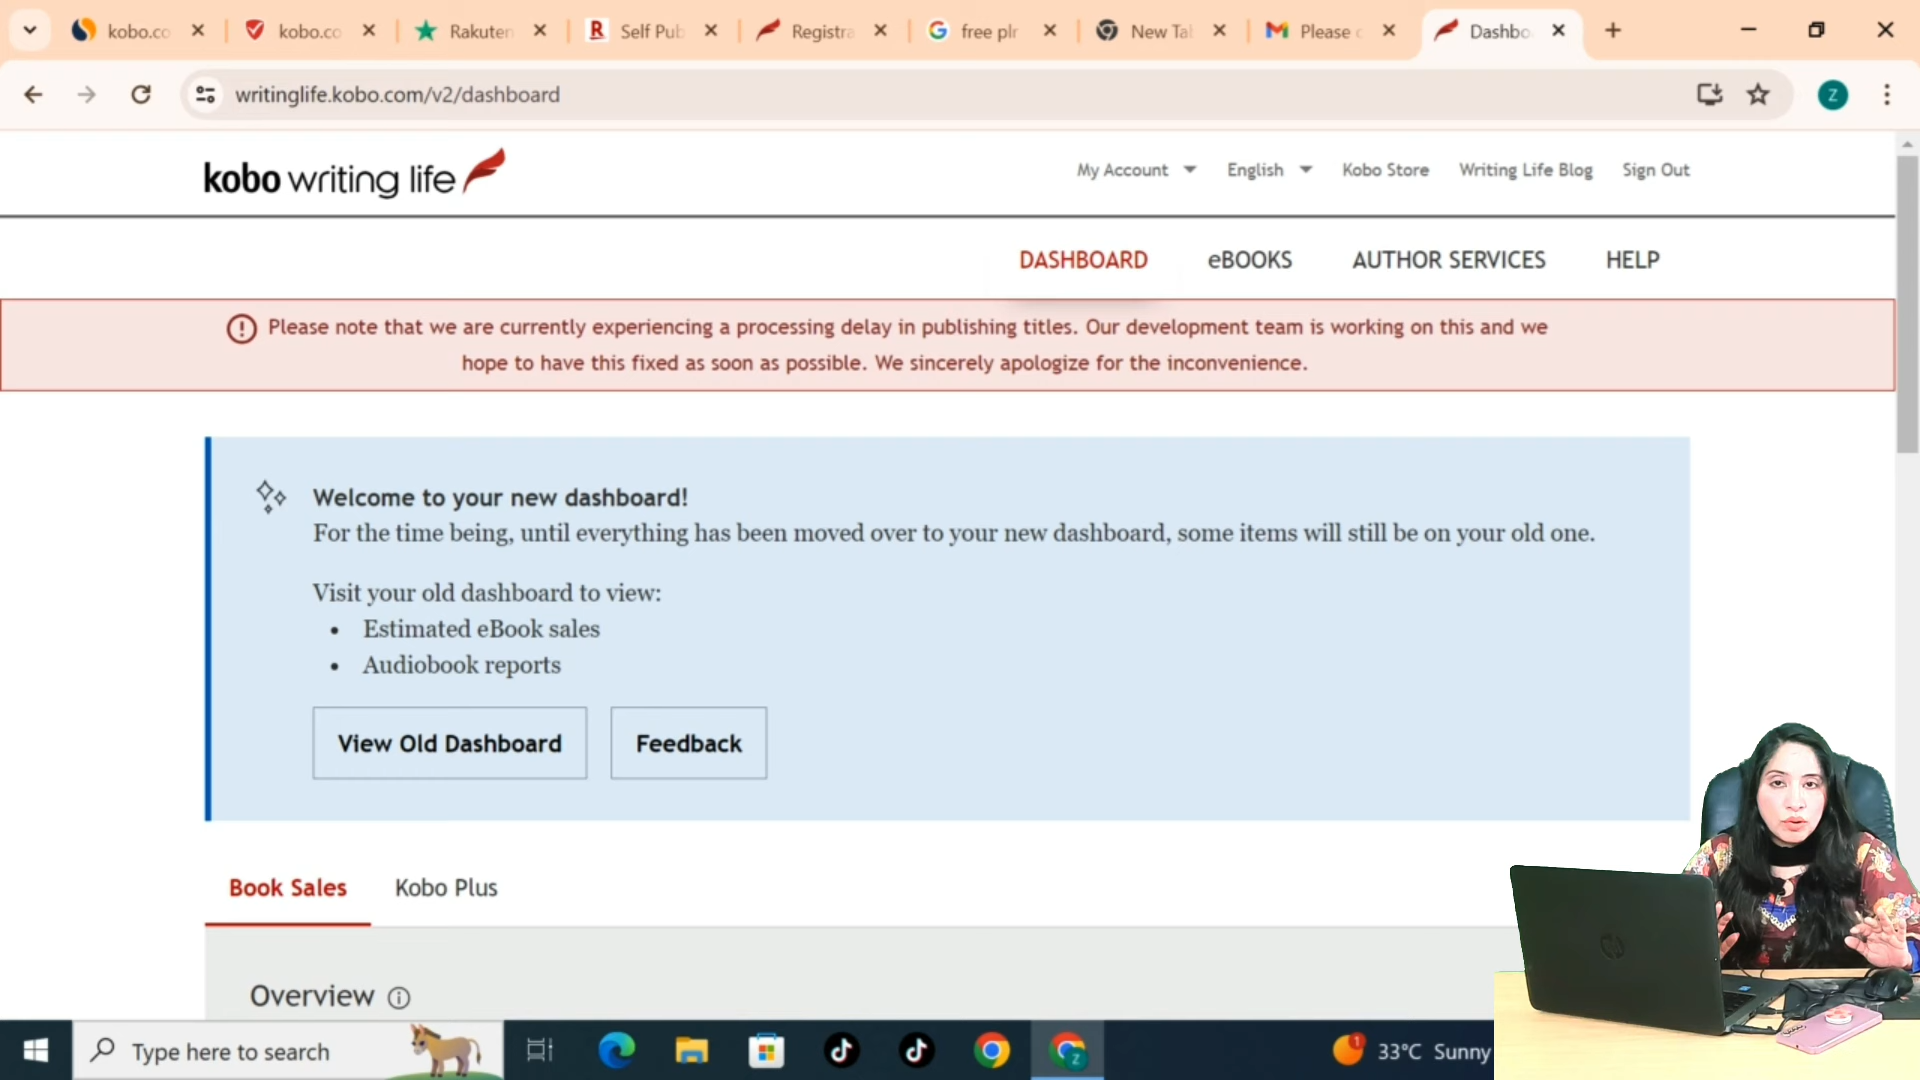 kobo.co
kobo.co
Rakuten
Self Pub
Registra
free plr
New Tal
Please c
Dashbo
writinglife.kobo.com/v2/dashboard
Z
kobo writing life
My Account
English
Kobo Store
Writing Life Blog
Sign Out
DASHBOARD
eBOOKS
AUTHOR SERVICES
HELP
Please note that we are currently experiencing a processing delay in publishing titles. Our development team is working on this and we
hope to have this fixed as soon as possible. We sincerely apologize for the inconvenience.
Welcome to your new dashboard!
For the time being, until everything has been moved over to your new dashboard, some items will still be on your old one.
Visit your old dashboard to view:
• Estimated eBook sales
• Audiobook reports
View Old Dashboard
Feedback
Book Sales
Kobo Plus
Overview
Type here to search
33°C Sunny